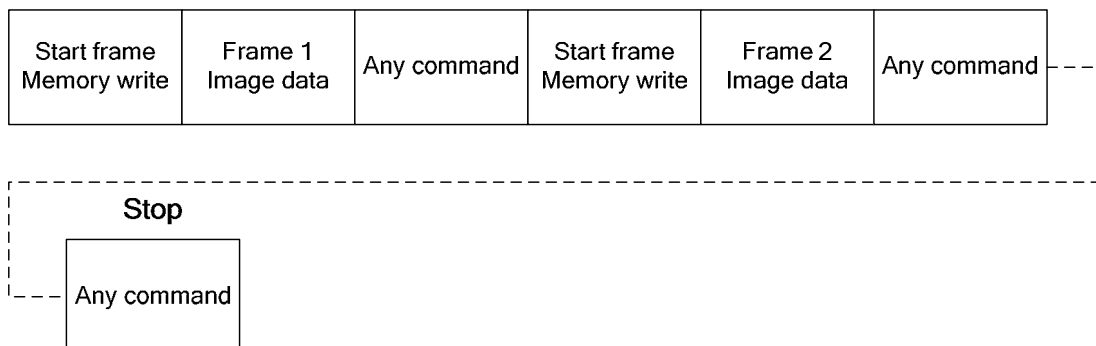 Start frame
Memory write
Frame 1
Image data
Any command
Start frame
Memory write
Frame 2
Image data
Any command
Stop
Any command